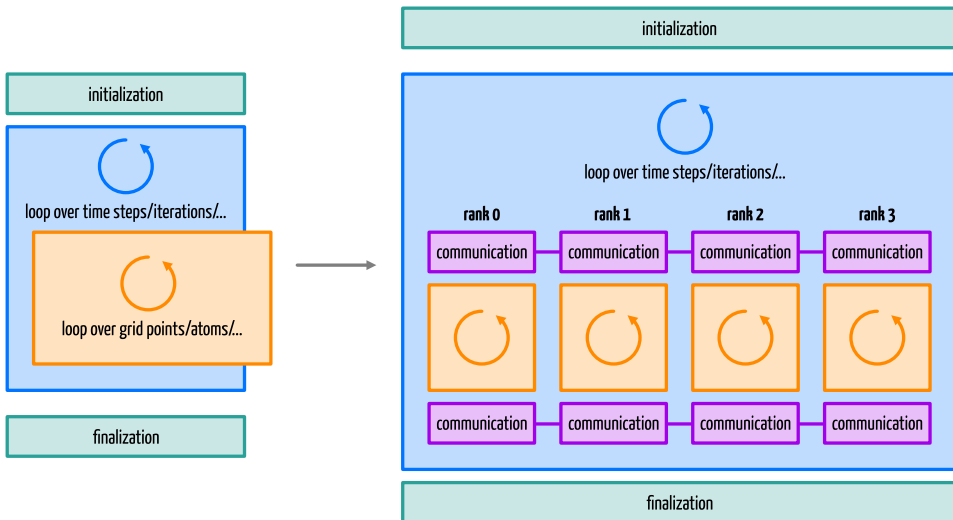 initialization
loop over time steps/iterations/...
loop over grid points/atoms/...
finalization
initialization
loop over time steps/iterations/...
rank 0 rank 1 rank 2 rank 3
communication communication communication communication
communication communication communication communication
finalization